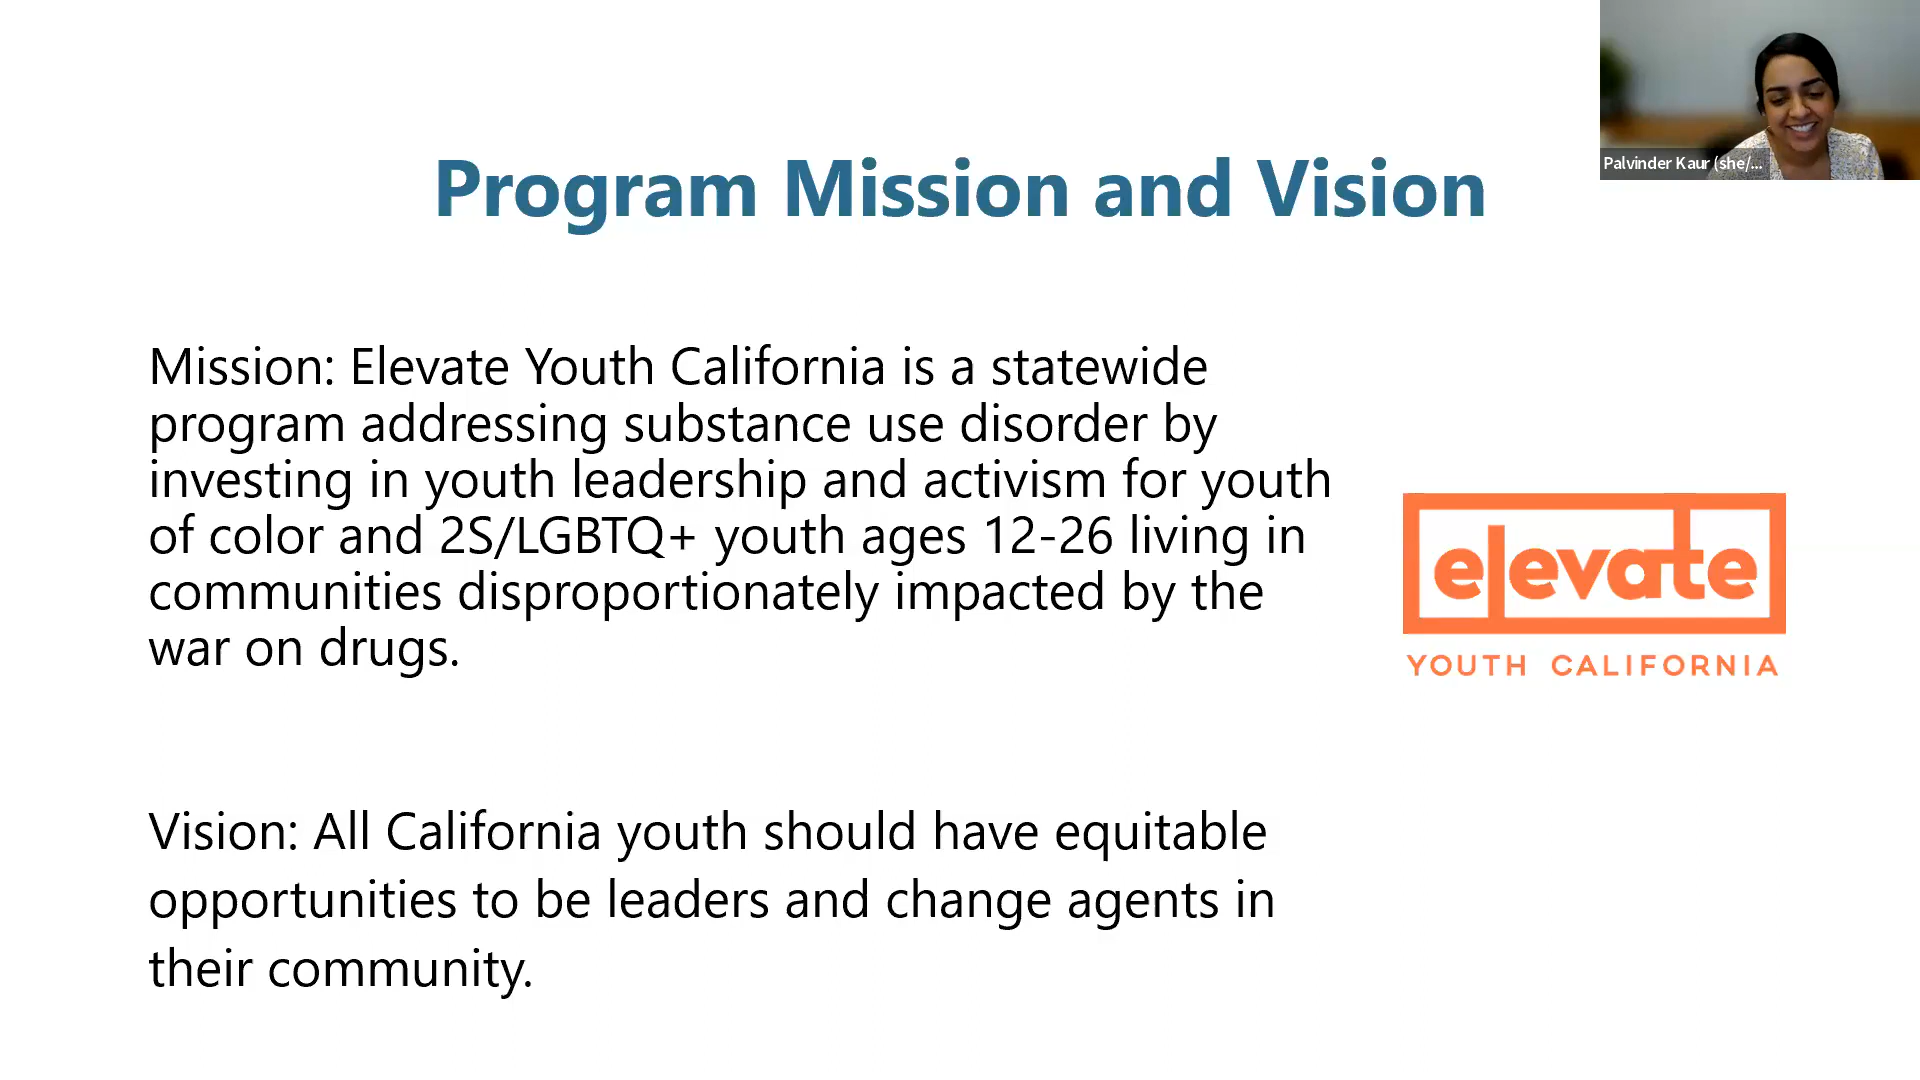 Palvinder Kaur (she/...
Program Mission and Vision
Mission: Elevate Youth California is a statewide
program addressing substance use disorder by
investing in youth leadership and activism for youth
of color and 2S/LGBTQ+ youth ages 12-26 living in
communities disproportionately impacted by the
war on drugs.
elevate
YOUTH CALIFORNIA
Vision: All California youth should have equitable
opportunities to be leaders and change agents in
their community.